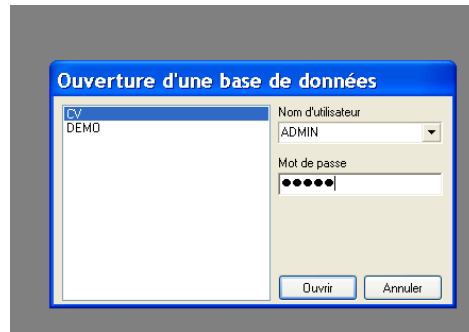 Ouverture d'une base de données
CV
DEMO
Nom d'utilisateur
ADMIN
Mot de passe
●●●●●
Ouvrir
Annuler